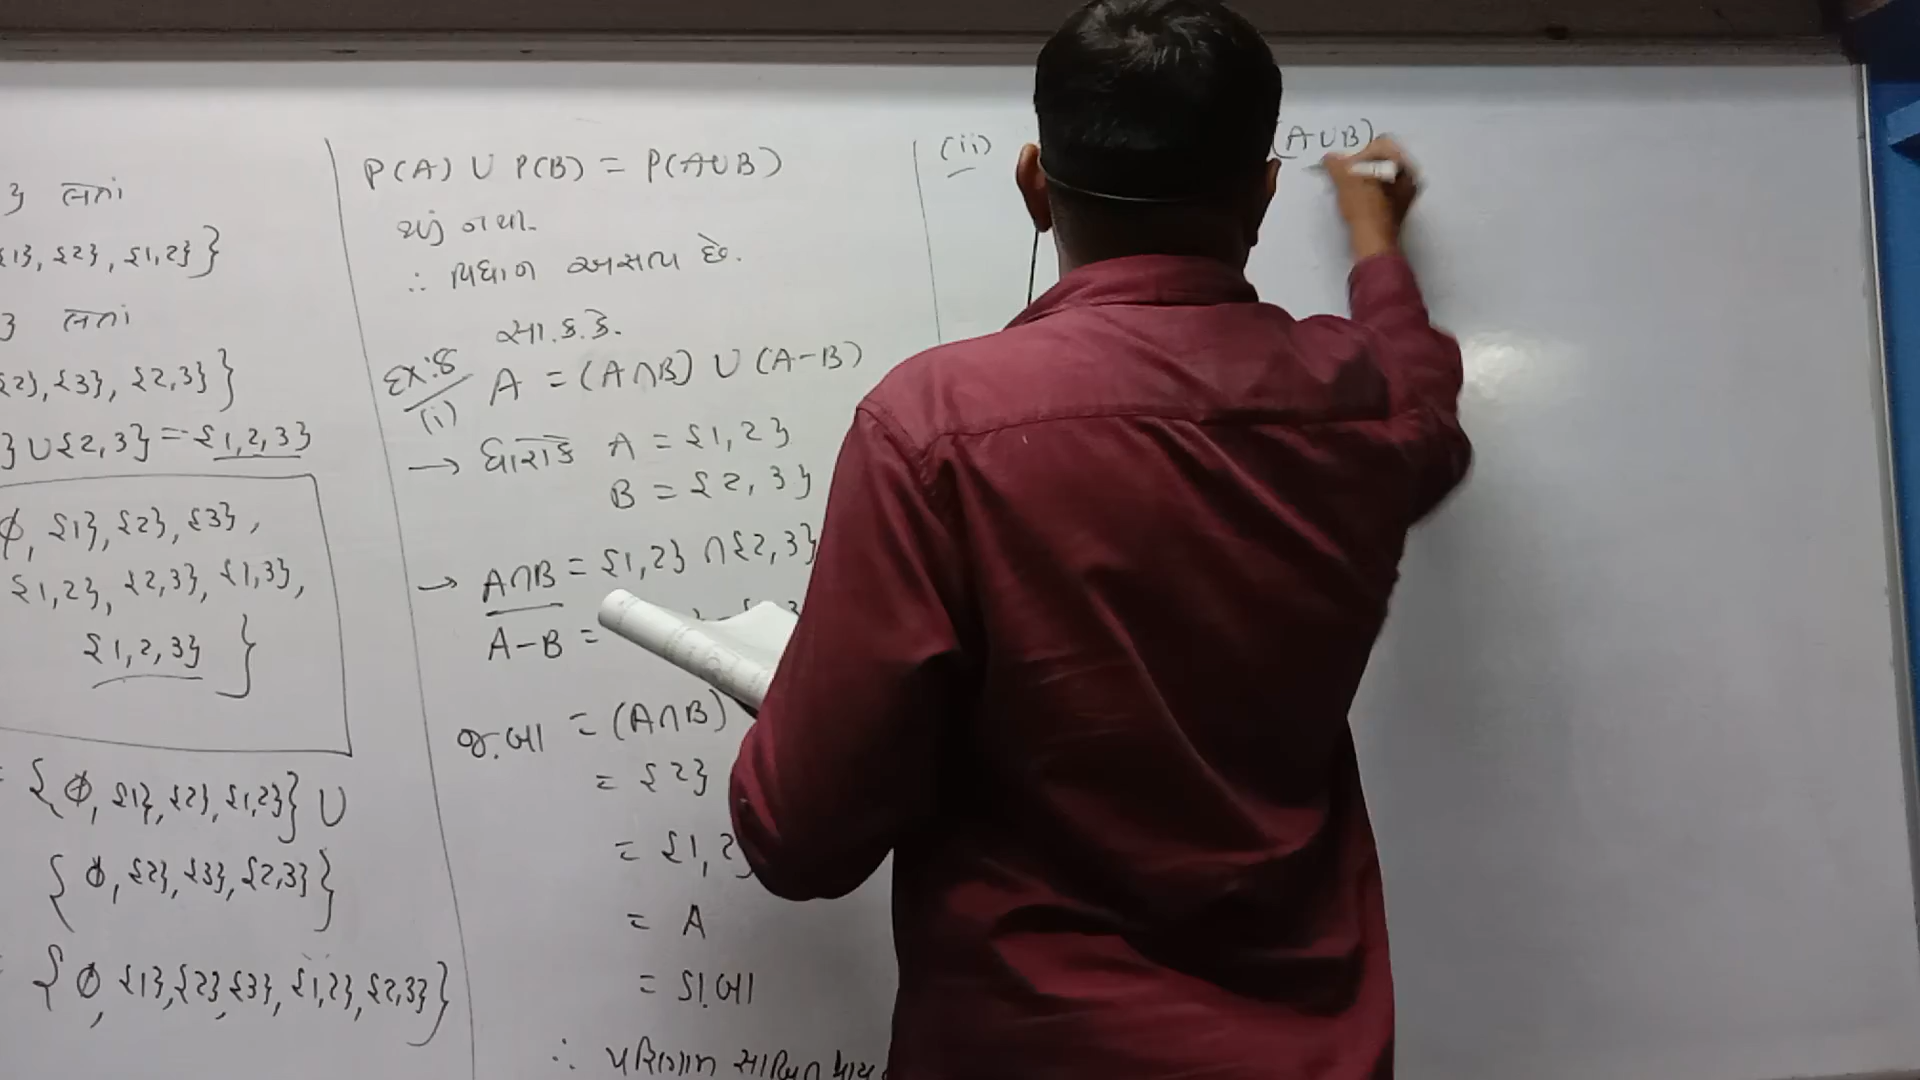 3 લતાં
{1}, {2}, {1,2}}
3 લતાં
{2}, {3}, {2,3}}
} ∪ {2,3} = {1,2,3}
ϕ, {1}, {2}, {3},
{1,2}, {2,3}, {1,3},
{1,2,3} }
= {ϕ, {1}, {2}, {1,2}} ∪
{ϕ, {2}, {3}, {2,3}}
= {ϕ, {1}, {2}, {3}, {1,2}, {2,3}}
P(A) ∪ P(B) = P(A∪B)
થતું નથી.
∴ વિધાન અસત્ય છે.
સા.ક.કે.
Ex:8
(i) A = (A∩B) ∪ (A-B)
→ ધારોકે A = {1,2}
B = {2,3}
→ A∩B = {1,2} ∩ {2,3}
A-B =
જ.બા = (A∩B)
= {2}
= {1,2
= A
= ડા.બા
∴ પરિણામ સાબિત થાય
(ii) (A∪B)